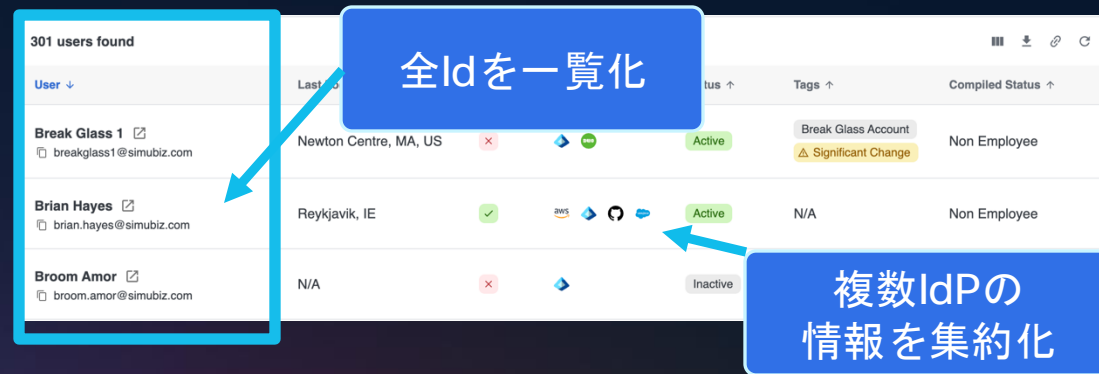 301 users found
全Idを一覧化
User ↓
Last
tus ↑
Tags ↑
Compiled Status ↑
Break Glass 1
breakglass1@simubiz.com
Newton Centre, MA, US
Active
Break Glass Account
Significant Change
Non Employee
Brian Hayes
brian.hayes@simubiz.com
Reykjavik, IE
aws
Active
N/A
Non Employee
Broom Amor
broom.amor@simubiz.com
N/A
Inactive
複数IdPの
情報を集約化